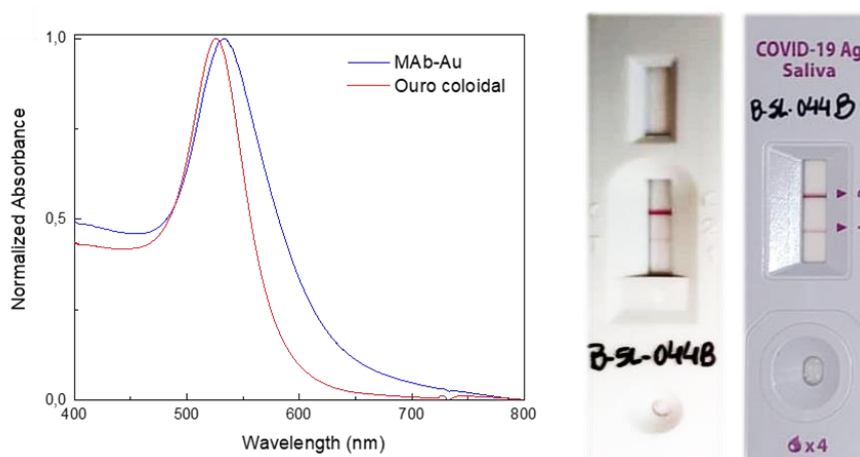 1,0
0,5
0,0
400
500
600
700
800
Normalized Absorbance
Wavelength (nm)
MAb-Au
Ouro coloidal
B-SL-044B
COVID-19 Ag
Saliva
B-SL-044B
x4